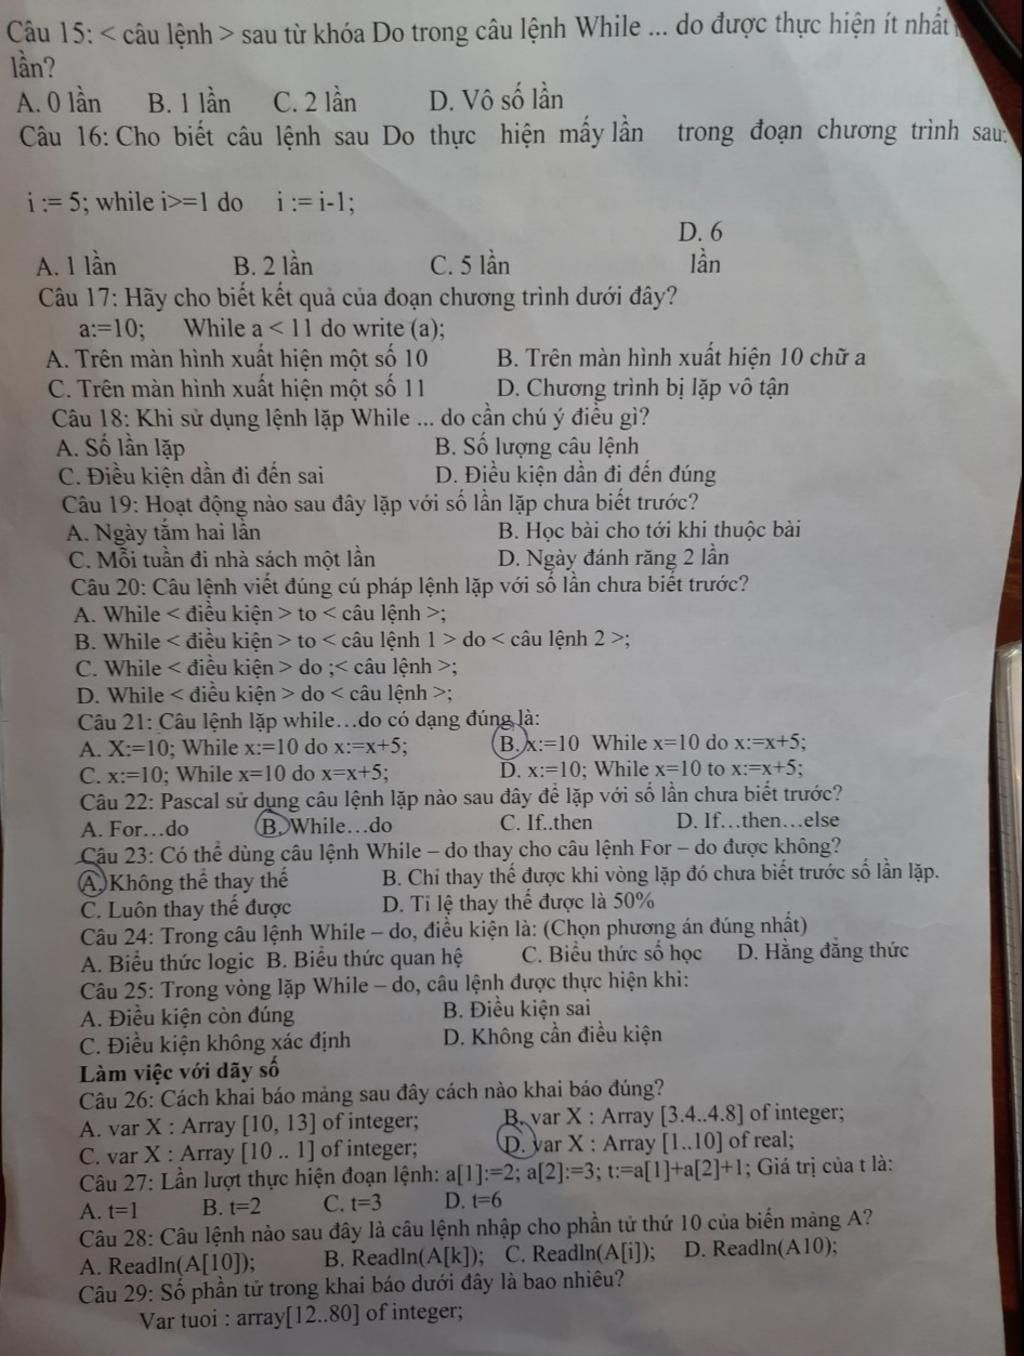 Câu 15: < câu lệnh > sau từ khóa Do trong câu lệnh While ... do được thực hiện ít nhất
lần?
A. 0 lần B. 1 lần C. 2 lần D. Vô số lần
Câu 16: Cho biết câu lệnh sau Do thực hiện mấy lần trong đoạn chương trình sau:
i := 5; while i>=1 do i := i-1;
A. 1 lần B. 2 lần C. 5 lần D. 6 lần
Câu 17: Hãy cho biết kết quả của đoạn chương trình dưới đây?
a:=10; While a < 11 do write (a);
A. Trên màn hình xuất hiện một số 10 B. Trên màn hình xuất hiện 10 chữ a
C. Trên màn hình xuất hiện một số 11 D. Chương trình bị lặp vô tận
Câu 18: Khi sử dụng lệnh lặp While ... do cần chú ý điều gì?
A. Số lần lặp B. Số lượng câu lệnh
C. Điều kiện dần đi đến sai D. Điều kiện dần đi đến đúng
Câu 19: Hoạt động nào sau đây lặp với số lần lặp chưa biết trước?
A. Ngày tắm hai lần B. Học bài cho tới khi thuộc bài
C. Mỗi tuần đi nhà sách một lần D. Ngày đánh răng 2 lần
Câu 20: Câu lệnh viết đúng cú pháp lệnh lặp với số lần chưa biết trước?
A. While < điều kiện > to < câu lệnh >;
B. While < điều kiện > to < câu lệnh 1 > do < câu lệnh 2 >;
C. While < điều kiện > do ;< câu lệnh >;
D. While < điều kiện > do < câu lệnh >;
Câu 21: Câu lệnh lặp while…do có dạng đúng là:
A. X:=10; While x:=10 do x:=x+5; B. x:=10 While x=10 do x:=x+5;
C. x:=10; While x=10 do x=x+5; D. x:=10; While x=10 to x:=x+5;
Câu 22: Pascal sử dụng câu lệnh lặp nào sau đây để lặp với số lần chưa biết trước?
A. For…do B. While…do C. If..then D. If…then…else
Câu 23: Có thể dùng câu lệnh While – do thay cho câu lệnh For – do được không?
A. Không thể thay thế B. Chỉ thay thế được khi vòng lặp đó chưa biết trước số lần lặp.
C. Luôn thay thế được D. Tỉ lệ thay thế được là 50%
Câu 24: Trong câu lệnh While – do, điều kiện là: (Chọn phương án đúng nhất)
A. Biểu thức logic B. Biểu thức quan hệ C. Biểu thức số học D. Hằng đẳng thức
Câu 25: Trong vòng lặp While – do, câu lệnh được thực hiện khi:
A. Điều kiện còn đúng B. Điều kiện sai
C. Điều kiện không xác định D. Không cần điều kiện
Làm việc với dãy số
Câu 26: Cách khai báo mảng sau đây cách nào khai báo đúng?
A. var X : Array [10, 13] of integer; B. var X : Array [3.4..4.8] of integer;
C. var X : Array [10 .. 1] of integer; D. var X : Array [1..10] of real;
Câu 27: Lần lượt thực hiện đoạn lệnh: a[1]:=2; a[2]:=3; t:=a[1]+a[2]+1; Giá trị của t là:
A. t=1 B. t=2 C. t=3 D. t=6
Câu 28: Câu lệnh nào sau đây là câu lệnh nhập cho phần tử thứ 10 của biến mảng A?
A. Readln(A[10]); B. Readln(A[k]); C. Readln(A[i]); D. Readln(A10);
Câu 29: Số phần tử trong khai báo dưới đây là bao nhiêu?
Var tuoi : array[12..80] of integer;